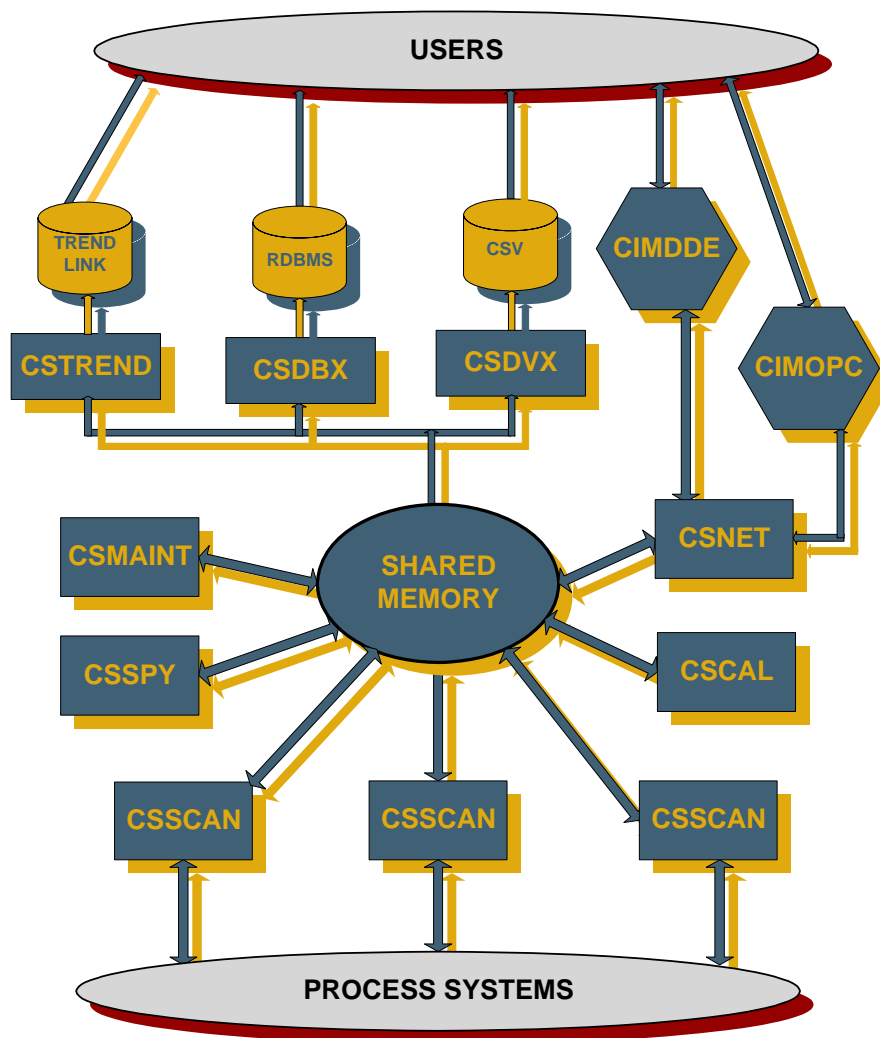 USERS
TREND
LINK
RDBMS
CSV
CIMDDE
CSTREND
CSDBX
CSDVX
CIMOPC
CSMAINT
SHARED
MEMORY
CSNET
CSSPY
CSCAL
CSSCAN
CSSCAN
CSSCAN
PROCESS SYSTEMS